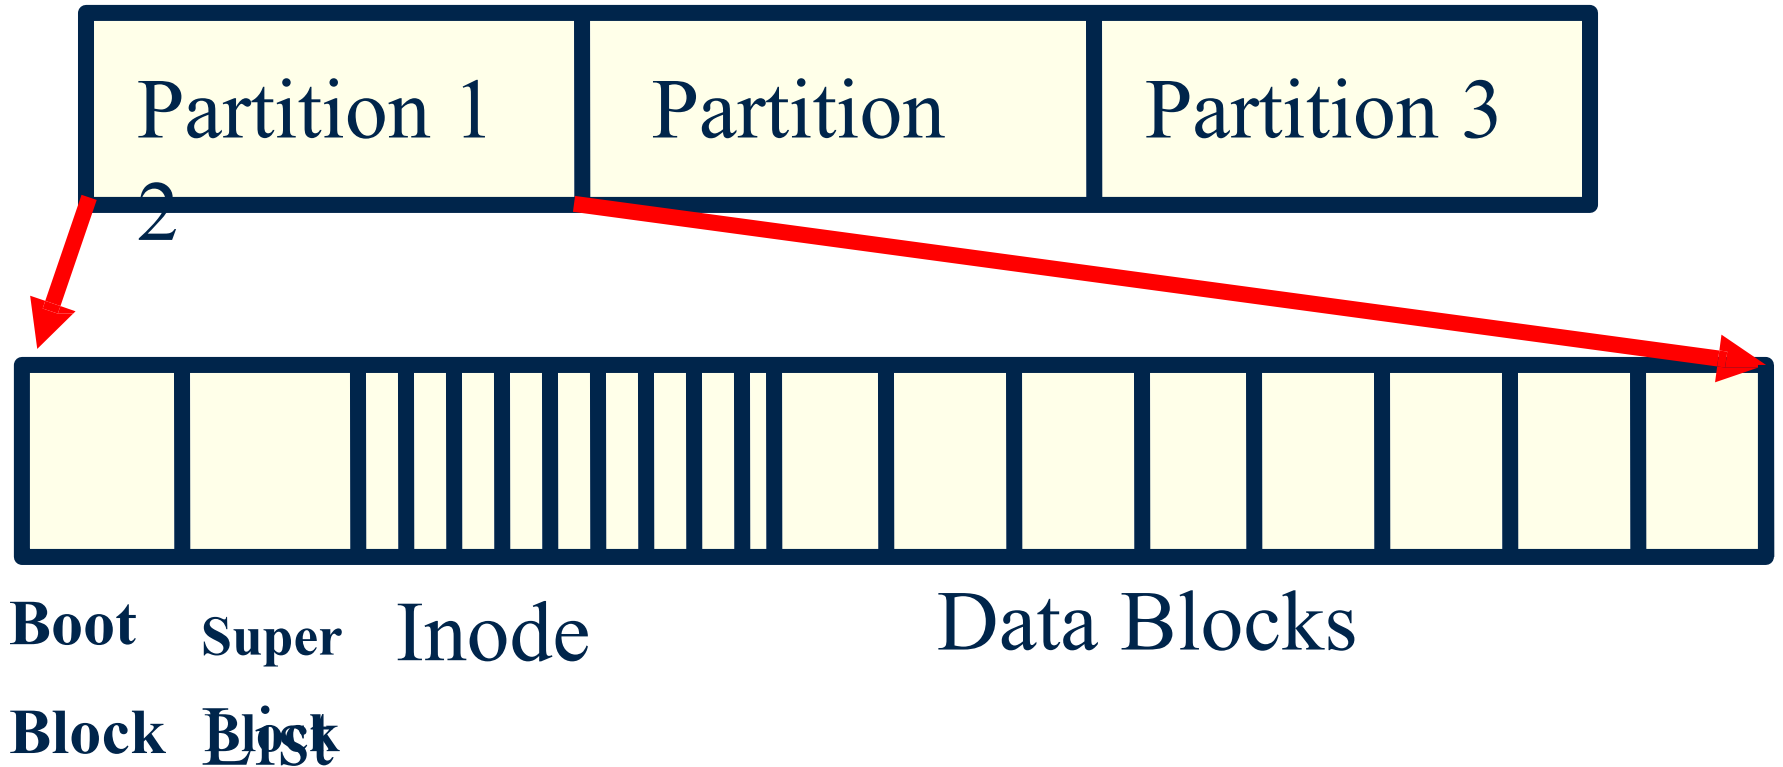 Partition 1 Partition Partition 3
2
Boot Super Inode Data Blocks
Block Block List